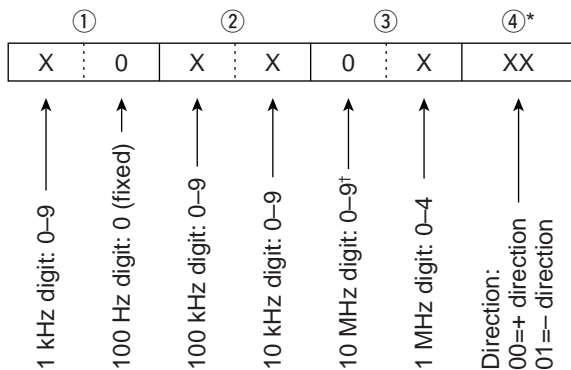 ① ② ③ ④*
X 0 X X 0 X XX
1 kHz digit: 0–9
100 Hz digit: 0 (fixed)
100 kHz digit: 0–9
10 kHz digit: 0–9
10 MHz digit: 0–9†
1 MHz digit: 0–4
Direction:
00=+ direction
01=– direction